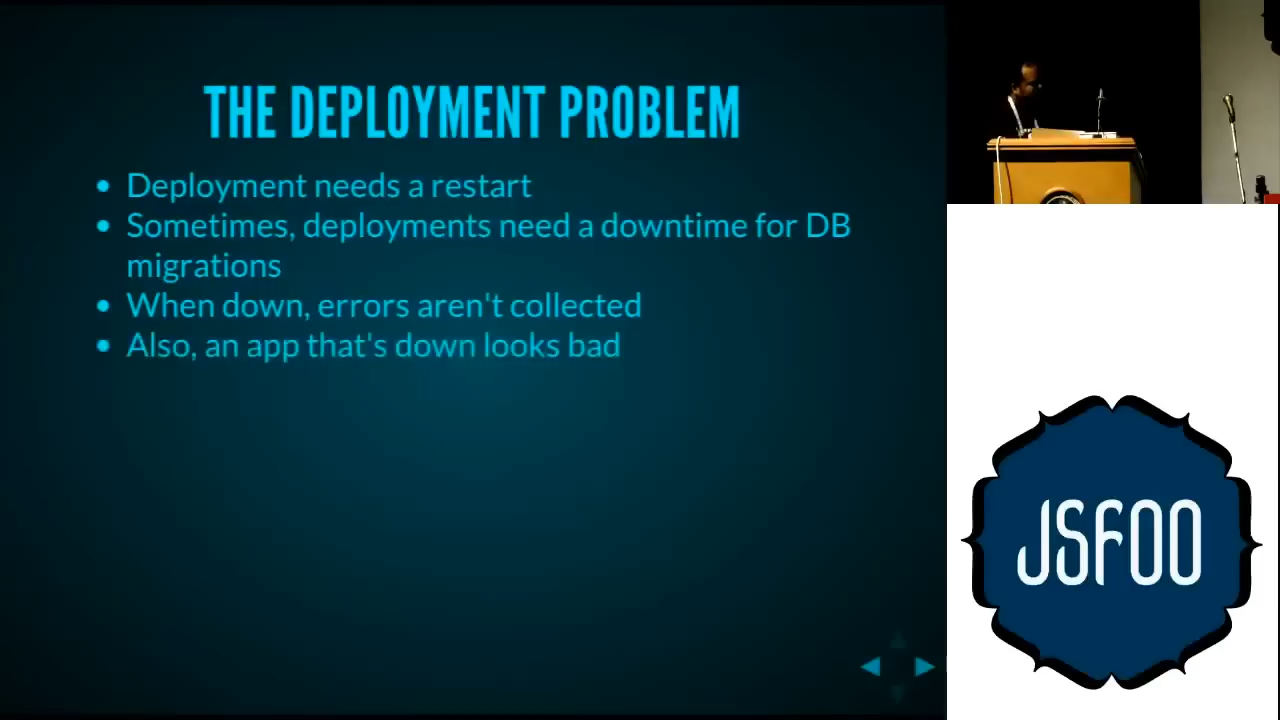 THE DEPLOYMENT PROBLEM
Deployment needs a restart
Sometimes, deployments need a downtime for DB
migrations
When down, errors aren't collected
Also, an app that's down looks bad
JSFOO